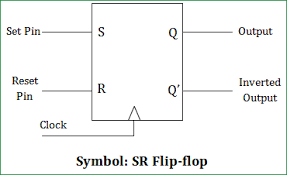 Set Pin
S
Q
Output
Reset
Pin
R
Q′
Inverted
Output
Clock
Symbol: SR Flip-flop